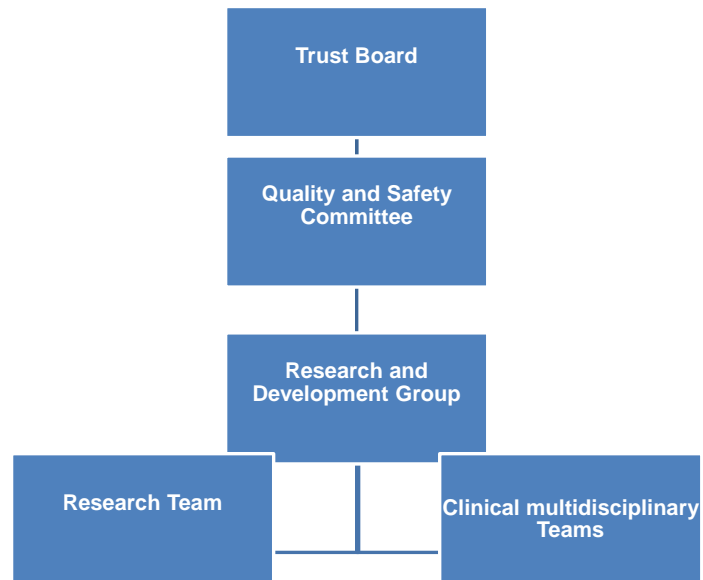 Trust Board
Quality and Safety
Committee
Research and
Development Group
Research Team
Clinical multidisciplinary
Teams